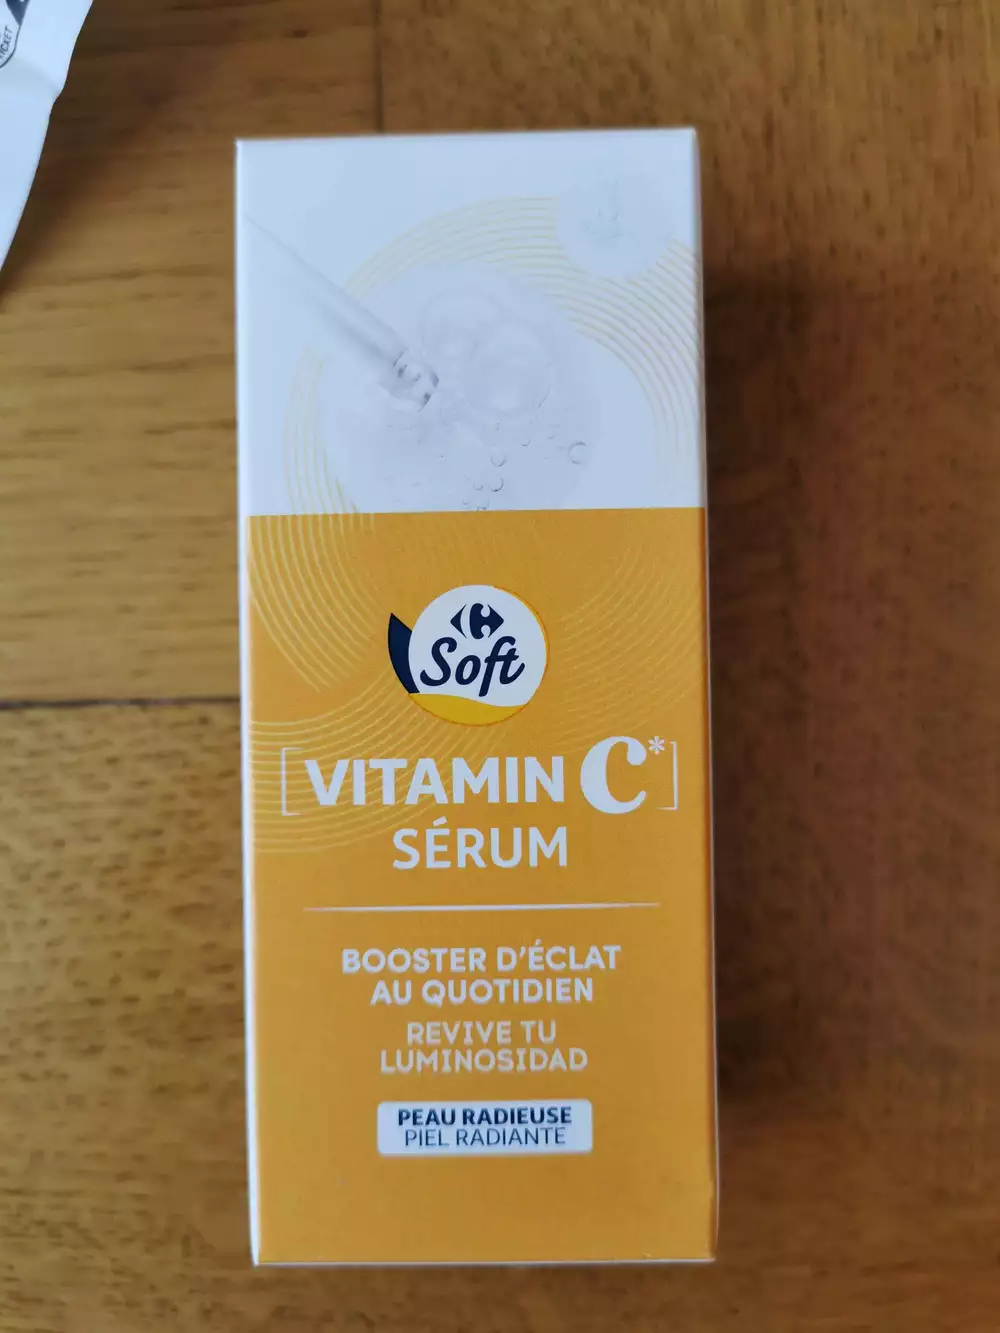 Soft
[VITAMIN C*]
SÉRUM
BOOSTER D'ÉCLAT
AU QUOTIDIEN
REVIVE TU
LUMINOSIDAD
PEAU RADIEUSE
PIEL RADIANTE